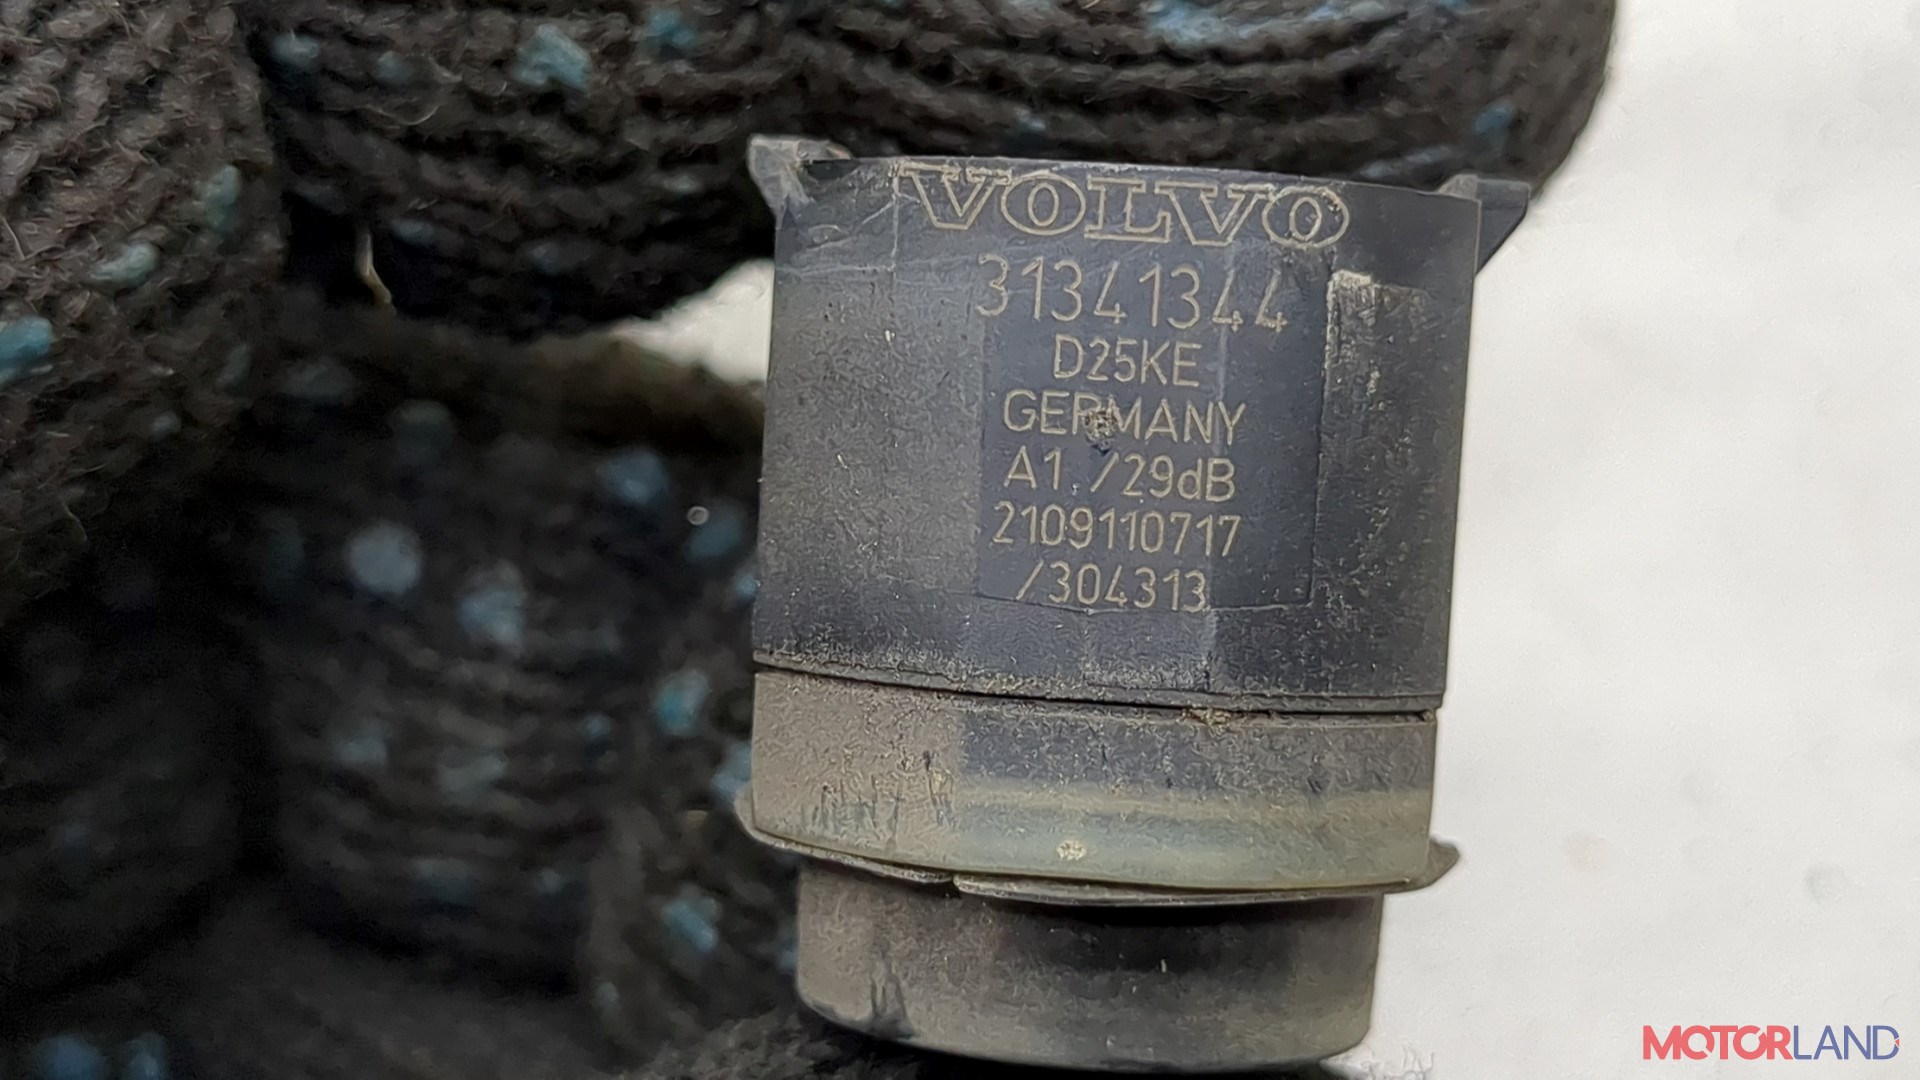 VOLVO
31341344
D25KE
GERMANY
A1 /29dB
2109110717
/304313
MOTORLAND